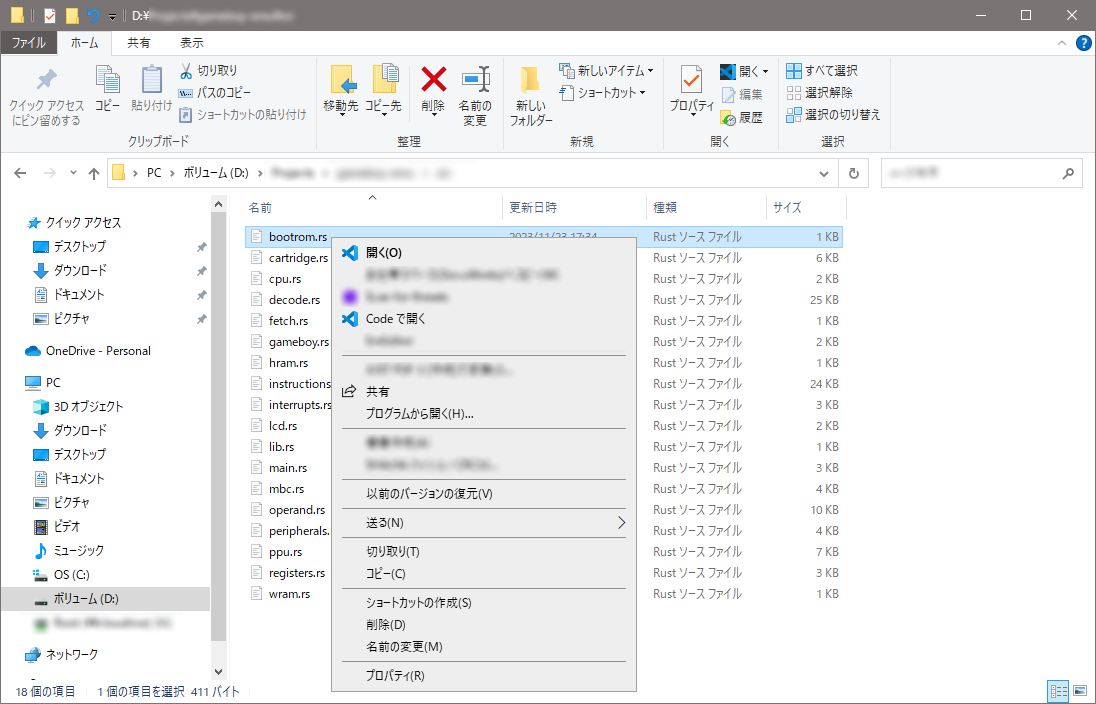 D:¥
ファイル ホーム 共有 表示
クイック アクセスにピン留めする
コピー
貼り付け
切り取り
パスのコピー
ショートカットの貼り付け
クリップボード
移動先
コピー先
削除
名前の変更
整理
新しいフォルダー
新しいアイテム
ショートカット
新規
プロパティ
開く
編集
履歴
開く
すべて選択
選択解除
選択の切り替え
選択
PC ボリューム (D:)
クイック アクセス
デスクトップ
ダウンロード
ドキュメント
ピクチャ
OneDrive - Personal
PC
3D オブジェクト
ダウンロード
デスクトップ
ドキュメント
ピクチャ
ビデオ
ミュージック
OS (C:)
ボリューム (D:)
ネットワーク
名前 更新日時 種類 サイズ
bootrom.rs 2023/11/23 17:34 Rust ソース ファイル 1 KB
cartridge.rs Rust ソース ファイル 6 KB
cpu.rs Rust ソース ファイル 2 KB
decode.rs Rust ソース ファイル 25 KB
fetch.rs Rust ソース ファイル 1 KB
gameboy.rs Rust ソース ファイル 2 KB
hram.rs Rust ソース ファイル 1 KB
instructions Rust ソース ファイル 24 KB
interrupts.rs Rust ソース ファイル 3 KB
lcd.rs Rust ソース ファイル 2 KB
lib.rs Rust ソース ファイル 1 KB
main.rs Rust ソース ファイル 3 KB
mbc.rs Rust ソース ファイル 4 KB
operand.rs Rust ソース ファイル 10 KB
peripherals. Rust ソース ファイル 4 KB
ppu.rs Rust ソース ファイル 7 KB
registers.rs Rust ソース ファイル 3 KB
wram.rs Rust ソース ファイル 1 KB
開く(O)
Code で開く
共有
プログラムから開く(H)...
以前のバージョンの復元(V)
送る(N)
切り取り(T)
コピー(C)
ショートカットの作成(S)
削除(D)
名前の変更(M)
プロパティ(R)
18 個の項目 1 個の項目を選択 411 バイト